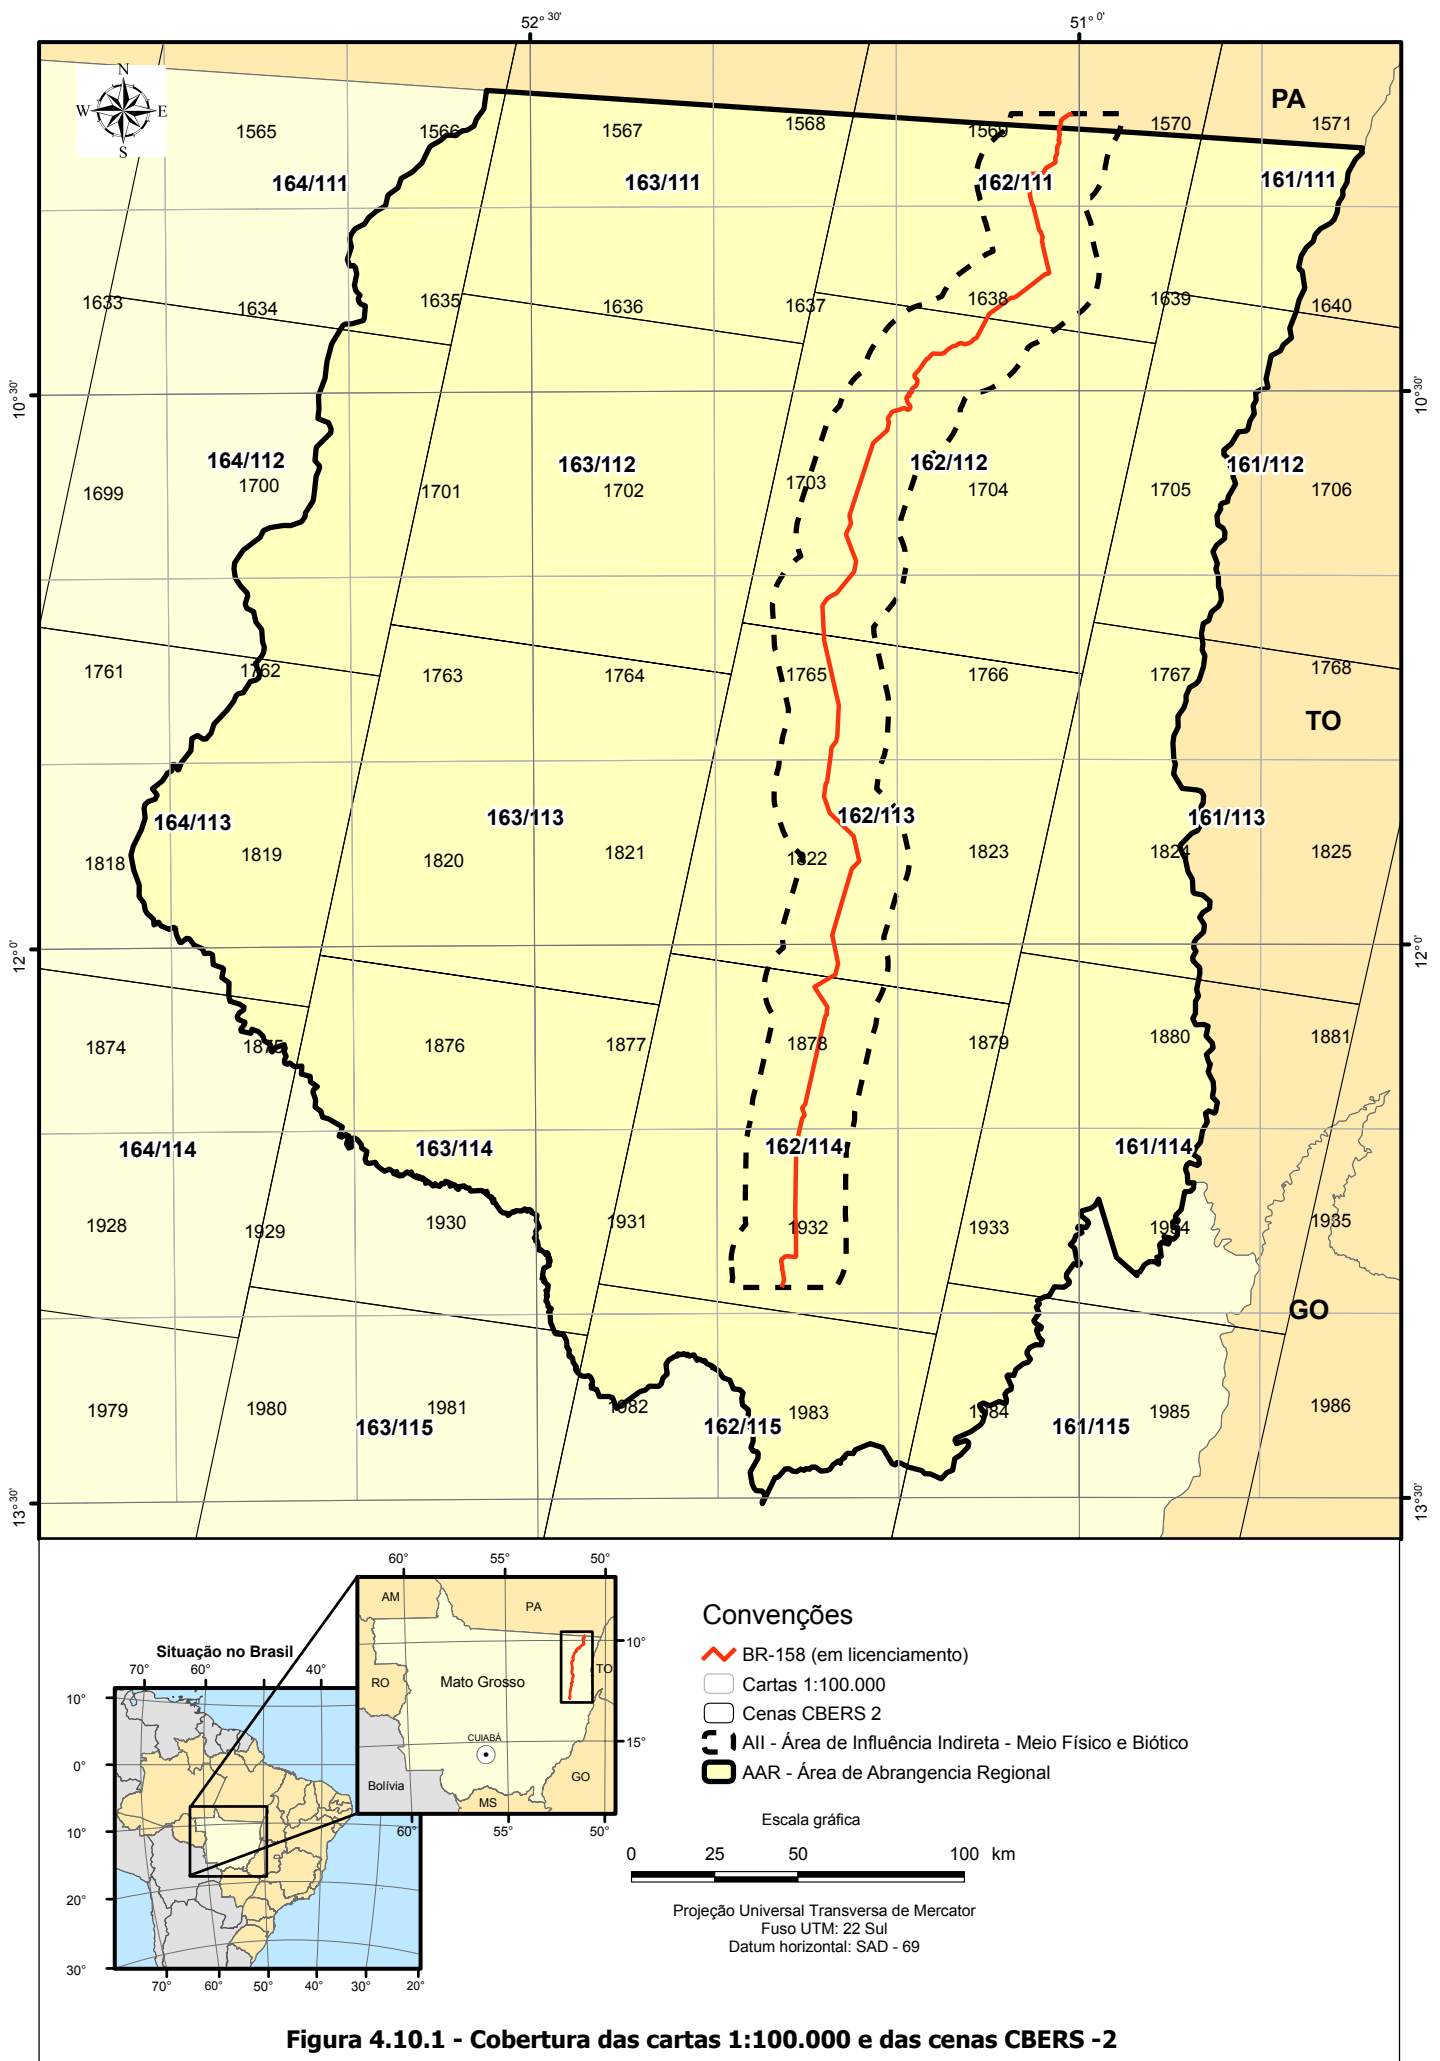 52° 30' 51° 0'
N
W E
S
PA
1565 1566 1567 1568 1569 1570 1571
164/111 163/111 162/111 161/111
1633 1634 1635 1636 1637 1638 1639 1640
10° 30' 10° 30'
164/112 163/112 162/112 161/112
1699 1700 1701 1702 1703 1704 1705 1706
1761 1762 1763 1764 1765 1766 1767 1768
TO
164/113 163/113 162/113 161/113
1818 1819 1820 1821 1822 1823 1824 1825
12° 0' 12° 0'
1874 1875 1876 1877 1878 1879 1880 1881
164/114 163/114 162/114 161/114
1928 1929 1930 1931 1932 1933 1934 1935
GO
1979 1980 1981 1982 1983 1984 1985 1986
163/115 162/115 161/115
13° 30' 13° 30'
60° 55° 50°
AM PA
10°
RO Mato Grosso TO
CUIABÁ
15°
Bolívia GO
MS
60° 55° 50°
Situação no Brasil
70° 60° 40°
10°
0°
10°
20°
30°
70° 60° 50° 40° 30° 20°
Convenções
BR-158 (em licenciamento)
Cartas 1:100.000
Cenas CBERS 2
AII - Área de Influência Indireta - Meio Físico e Biótico
AAR - Área de Abrangencia Regional
Escala gráfica
0 25 50 100 km
Projeção Universal Transversa de Mercator
Fuso UTM: 22 Sul
Datum horizontal: SAD - 69
Figura 4.10.1 - Cobertura das cartas 1:100.000 e das cenas CBERS -2